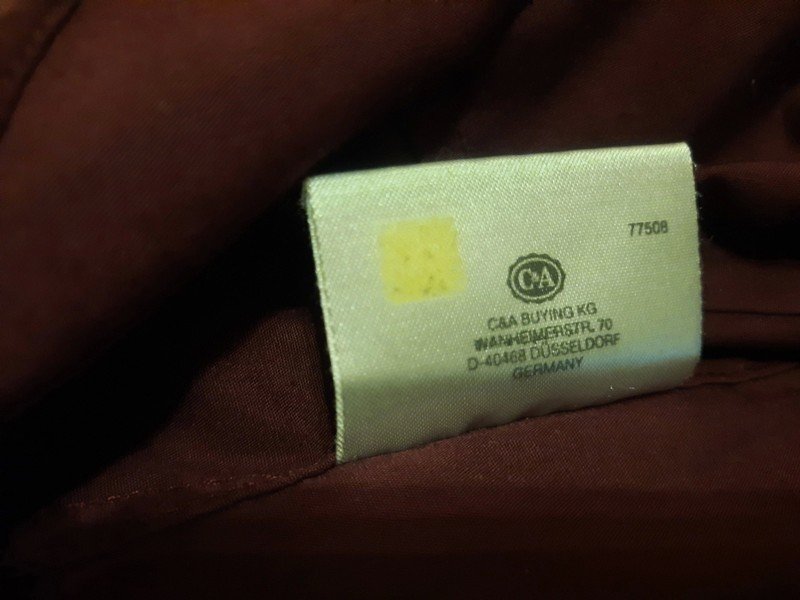 77508
C&A
C&A BUYING KG
WANHEIMERSTR. 70
D-40468 DÜSSELDORF
GERMANY